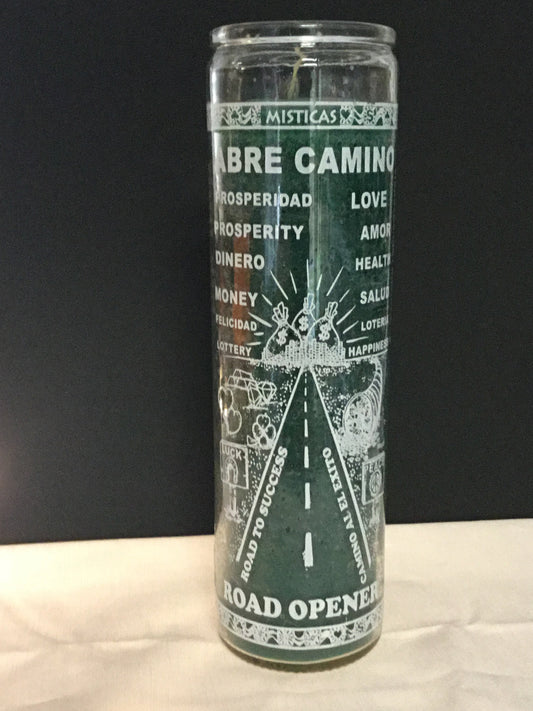 MISTICAS
ABRE CAMINO
PROSPERIDAD LOVE
PROSPERITY AMOR
DINERO HEALTH
MONEY SALUD
FELICIDAD LOTERIA
LOTTERY HAPPINESS
$ $ $
LUCK
ROAD TO SUCCESS
CAMINO AL EL EXITO
ROAD OPENER